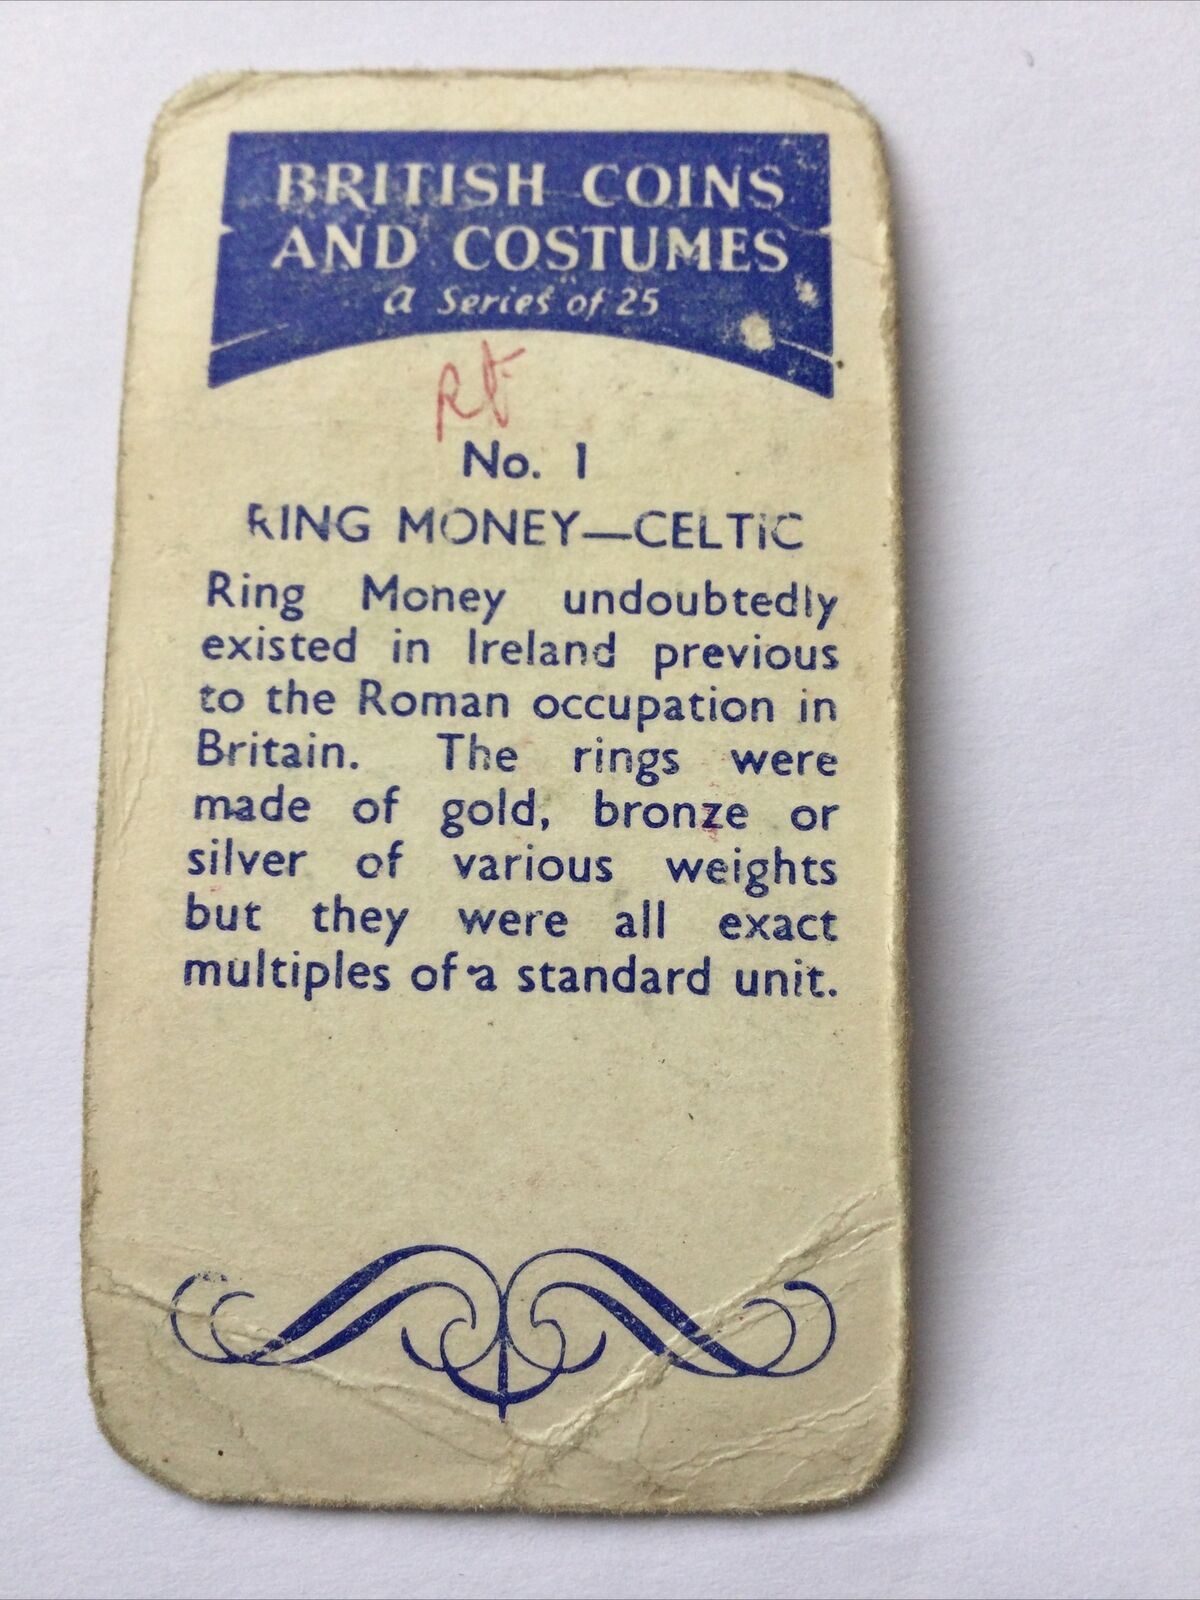 BRITISH COINS
AND COSTUMES
a Series of 25
No. 1
RING MONEY—CELTIC
Ring Money undoubtedly
existed in Ireland previous
to the Roman occupation in
Britain. The rings were
made of gold, bronze or
silver of various weights
but they were all exact
multiples of a standard unit.